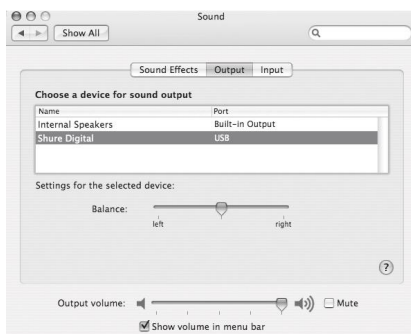 Sound
Show All
Sound Effects Output Input
Choose a device for sound output
Name Port
Internal Speakers Built-in Output
Shure Digital USB
Settings for the selected device:
Balance:
left right
?
Output volume: Mute
Show volume in menu bar